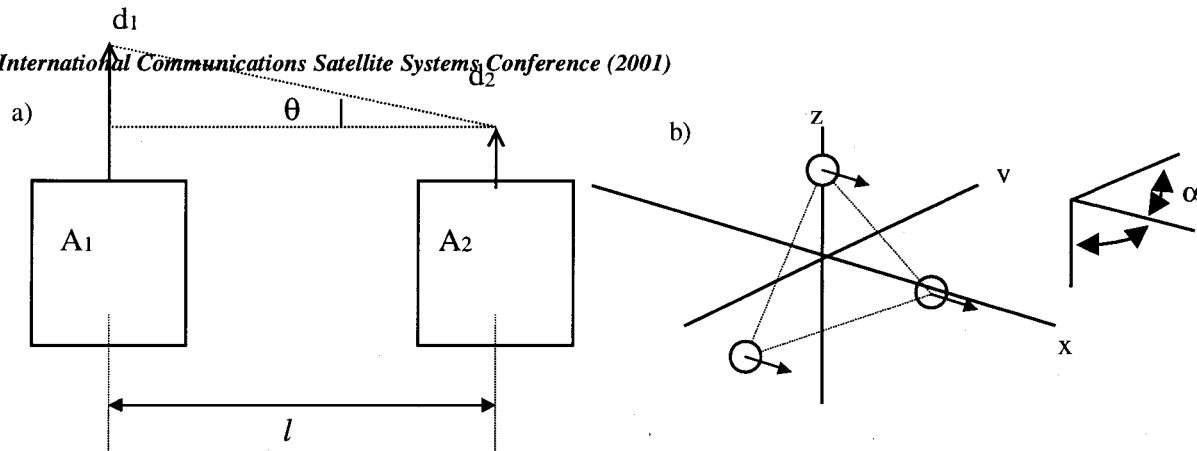 d1
International Communications Satellite Systems Conference (2001)
d2
a)
θ
b)
z
v
α
A1
A2
x
l